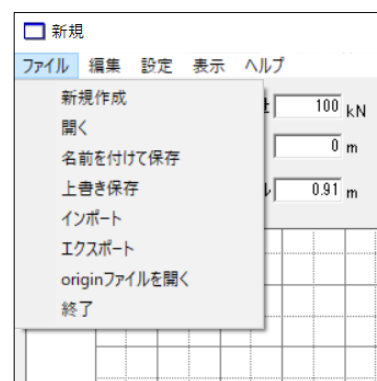 新規
ファイル 編集 設定 表示 ヘルプ
新規作成
開く
名前を付けて保存
上書き保存
インポート
エクスポート
originファイルを開く
終了
100 kN
0 m
0.91 m